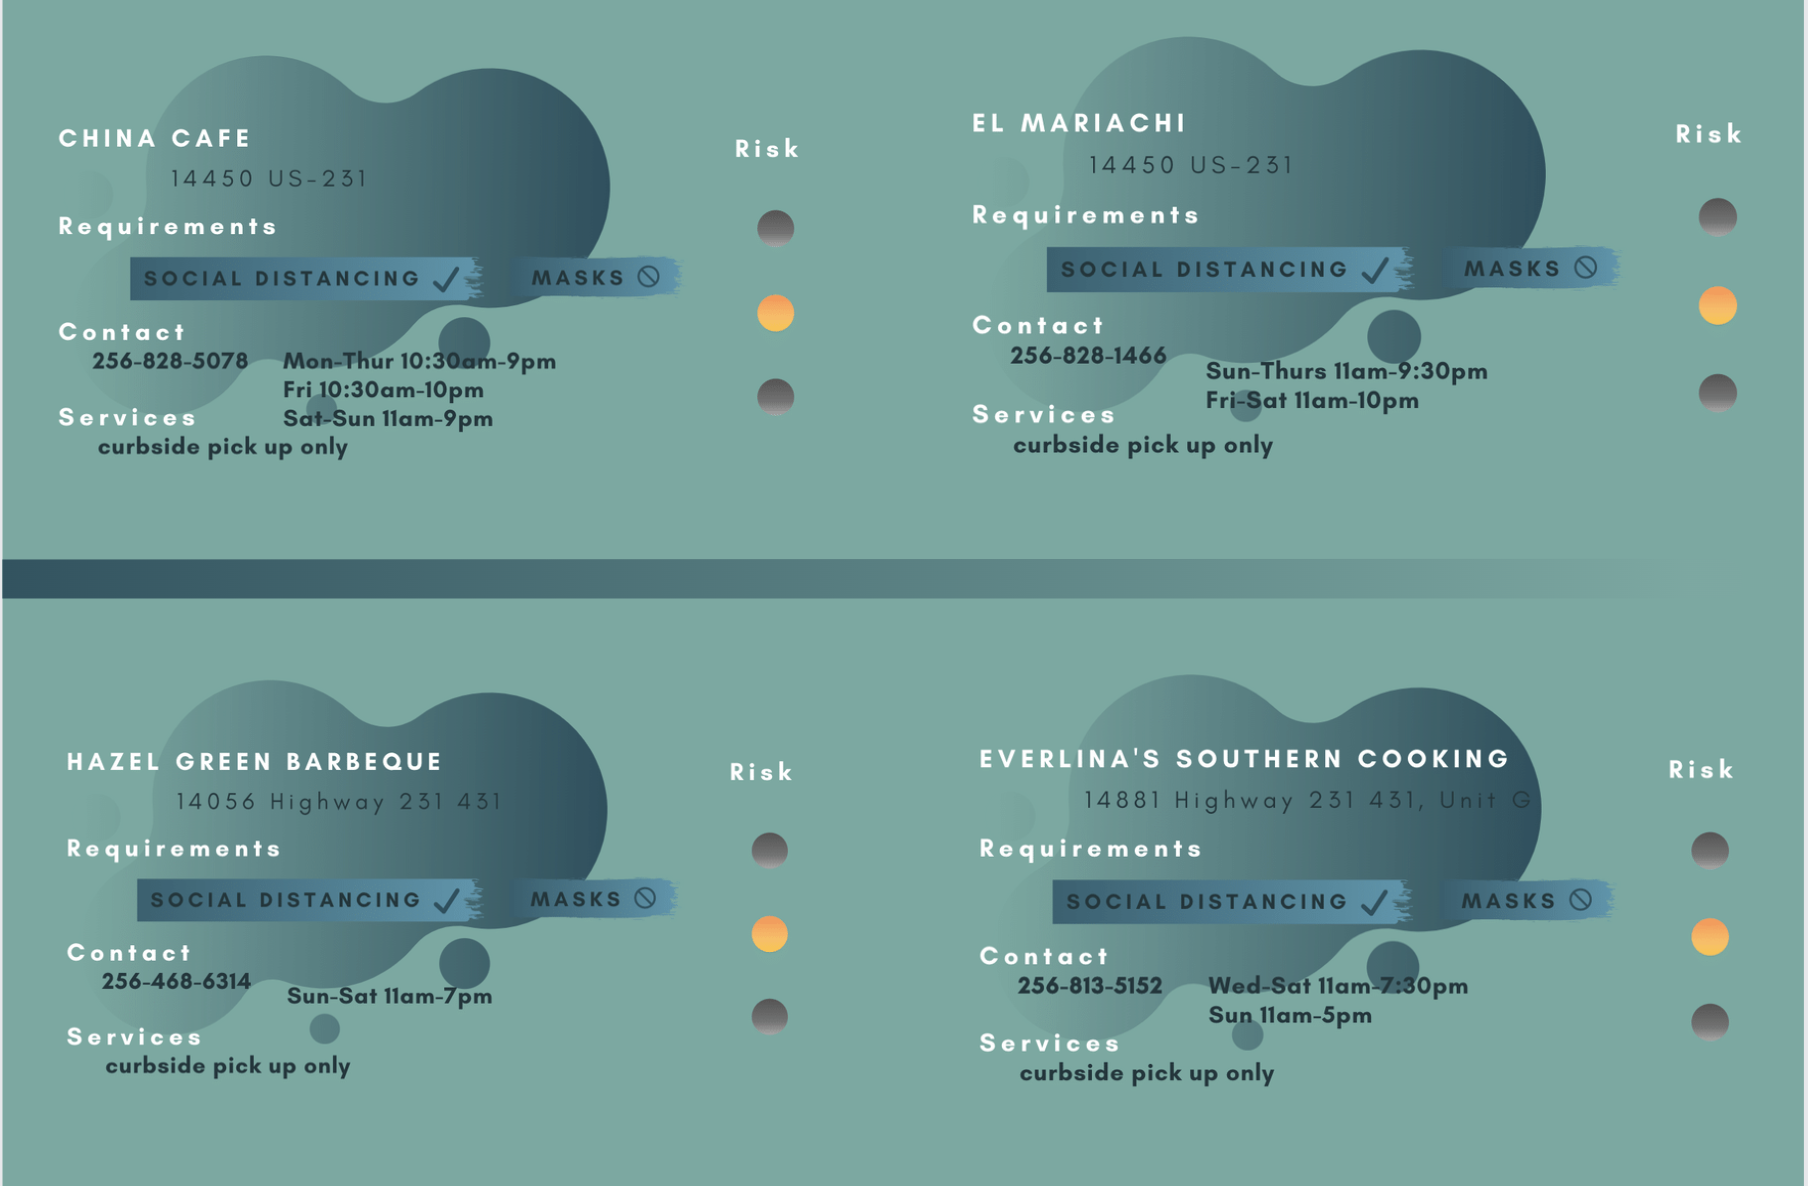 CHINA CAFE
14450 US-231
Risk
Requirements
SOCIAL DISTANCING MASKS
Contact
256-828-5078 Mon-Thur 10:30am-9pm
Fri 10:30am-10pm
Services Sat-Sun 11am-9pm
curbside pick up only
EL MARIACHI
14450 US-231
Risk
Requirements
SOCIAL DISTANCING MASKS
Contact
256-828-1466
Sun-Thurs 11am-9:30pm
Fri-Sat 11am-10pm
Services
curbside pick up only
HAZEL GREEN BARBEQUE
14056 Highway 231 431
Risk
Requirements
SOCIAL DISTANCING MASKS
Contact
256-468-6314
Sun-Sat 11am-7pm
Services
curbside pick up only
EVERLINA'S SOUTHERN COOKING
14881 Highway 231 431, Unit G
Risk
Requirements
SOCIAL DISTANCING MASKS
Contact
256-813-5152 Wed-Sat 11am-7:30pm
Sun 11am-5pm
Services
curbside pick up only